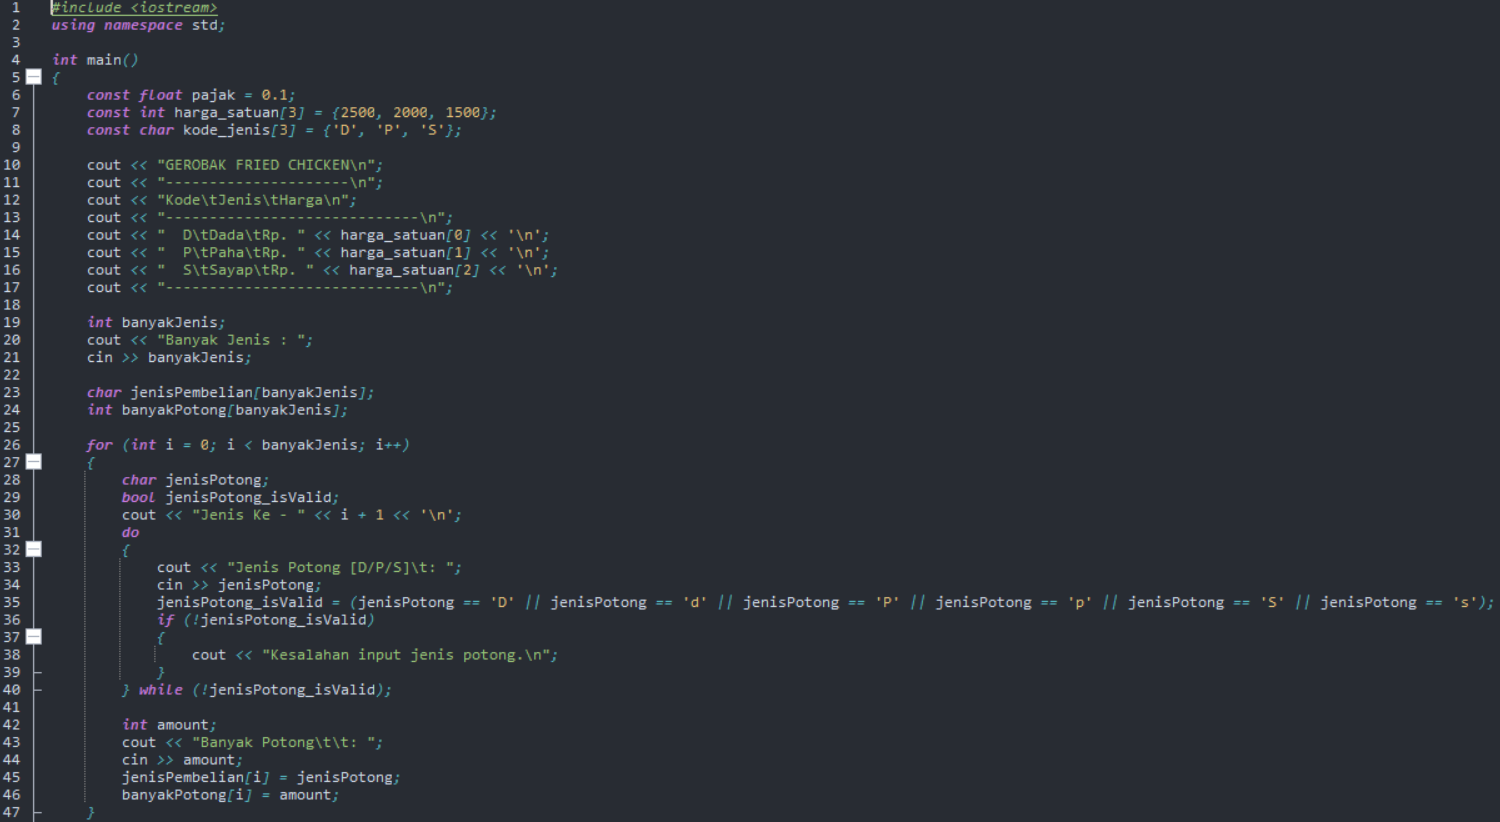 1 #include <iostream>
2 using namespace std;
3
4 int main()
5 {
6 const float pajak = 0.1;
7 const int harga_satuan[3] = {2500, 2000, 1500};
8 const char kode_jenis[3] = {'D', 'P', 'S'};
9
10 cout << "GEROBAK FRIED CHICKEN\n";
11 cout << "---------------------\n";
12 cout << "Kode\tJenis\tHarga\n";
13 cout << "-----------------------------\n";
14 cout << "  D\tDada\tRp. " << harga_satuan[0] << '\n';
15 cout << "  P\tPaha\tRp. " << harga_satuan[1] << '\n';
16 cout << "  S\tSayap\tRp. " << harga_satuan[2] << '\n';
17 cout << "-----------------------------\n";
18
19 int banyakJenis;
20 cout << "Banyak Jenis : ";
21 cin >> banyakJenis;
22
23 char jenisPembelian[banyakJenis];
24 int banyakPotong[banyakJenis];
25
26 for (int i = 0; i < banyakJenis; i++)
27 {
28 char jenisPotong;
29 bool jenisPotong_isValid;
30 cout << "Jenis Ke - " << i + 1 << '\n';
31 do
32 {
33 cout << "Jenis Potong [D/P/S]\t: ";
34 cin >> jenisPotong;
35 jenisPotong_isValid = (jenisPotong == 'D' || jenisPotong == 'd' || jenisPotong == 'P' || jenisPotong == 'p' || jenisPotong == 'S' || jenisPotong == 's');
36 if (!jenisPotong_isValid)
37 {
38 cout << "Kesalahan input jenis potong.\n";
39 }
40 } while (!jenisPotong_isValid);
41
42 int amount;
43 cout << "Banyak Potong\t\t: ";
44 cin >> amount;
45 jenisPembelian[i] = jenisPotong;
46 banyakPotong[i] = amount;
47 }